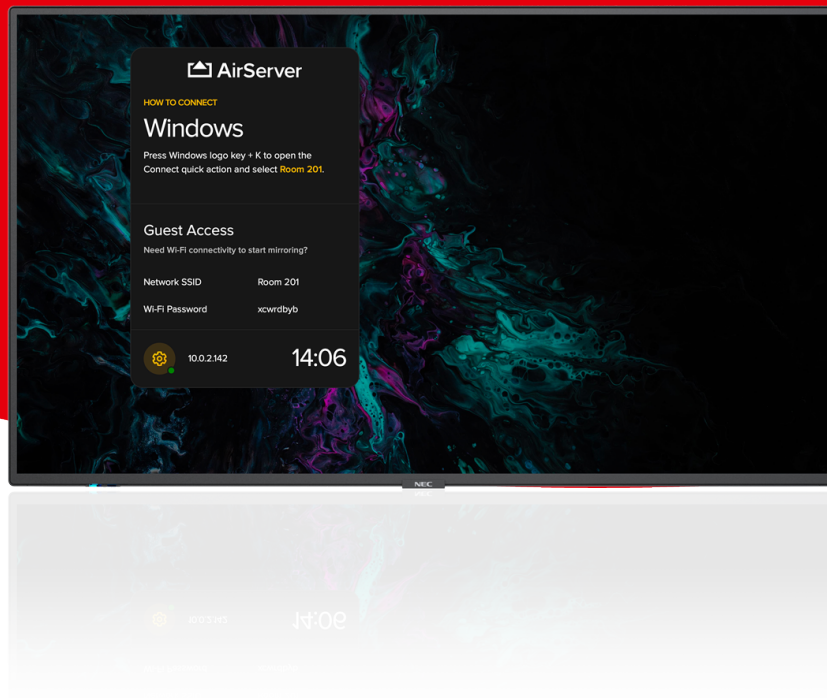 AirServer
HOW TO CONNECT
Windows
Press Windows logo key + K to open the
Connect quick action and select Room 201.
Guest Access
Need Wi-Fi connectivity to start mirroring?
Network SSID Room 201
Wi-Fi Password xcwrdbyb
10.0.2.142 14:06
NEC